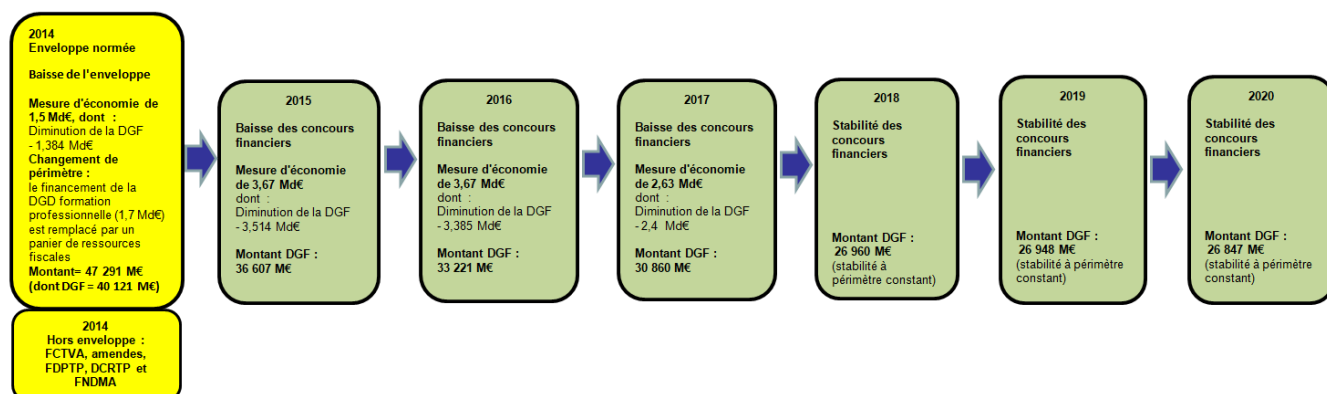 2014
Enveloppe normée
Baisse de l'enveloppe
Mesure d'économie de
1,5 Md€, dont :
Diminution de la DGF
- 1,384 Md€
Changement de
périmètre :
le financement de la
DGD formation
professionnelle (1,7 Md€)
est remplacé par un
panier de ressources
fiscales
Montant= 47 291 M€
(dont DGF = 40 121 M€)
2014
Hors enveloppe :
FCTVA, amendes,
FDPTP, DCRTP et
FNDMA
2015
Baisse des concours
financiers
Mesure d'économie
de 3,67 Md€
dont :
Diminution de la DGF
- 3,514 Md€
Montant DGF :
36 607 M€
2016
Baisse des concours
financiers
Mesure d'économie
de 3,67 Md€
dont :
Diminution de la DGF
- 3,385 Md€
Montant DGF :
33 221 M€
2017
Baisse des concours
financiers
Mesure d'économie
de 2,63 Md€
dont :
Diminution de la DGF
- 2,4 Md€
Montant DGF :
30 860 M€
2018
Stabilité des
concours
financiers
Montant DGF :
26 960 M€
(stabilité à
périmètre constant)
2019
Stabilité des
concours
financiers
Montant DGF :
26 948 M€
(stabilité à périmètre
constant)
2020
Stabilité des
concours
financiers
Montant DGF :
26 847 M€
(stabilité à périmètre
constant)